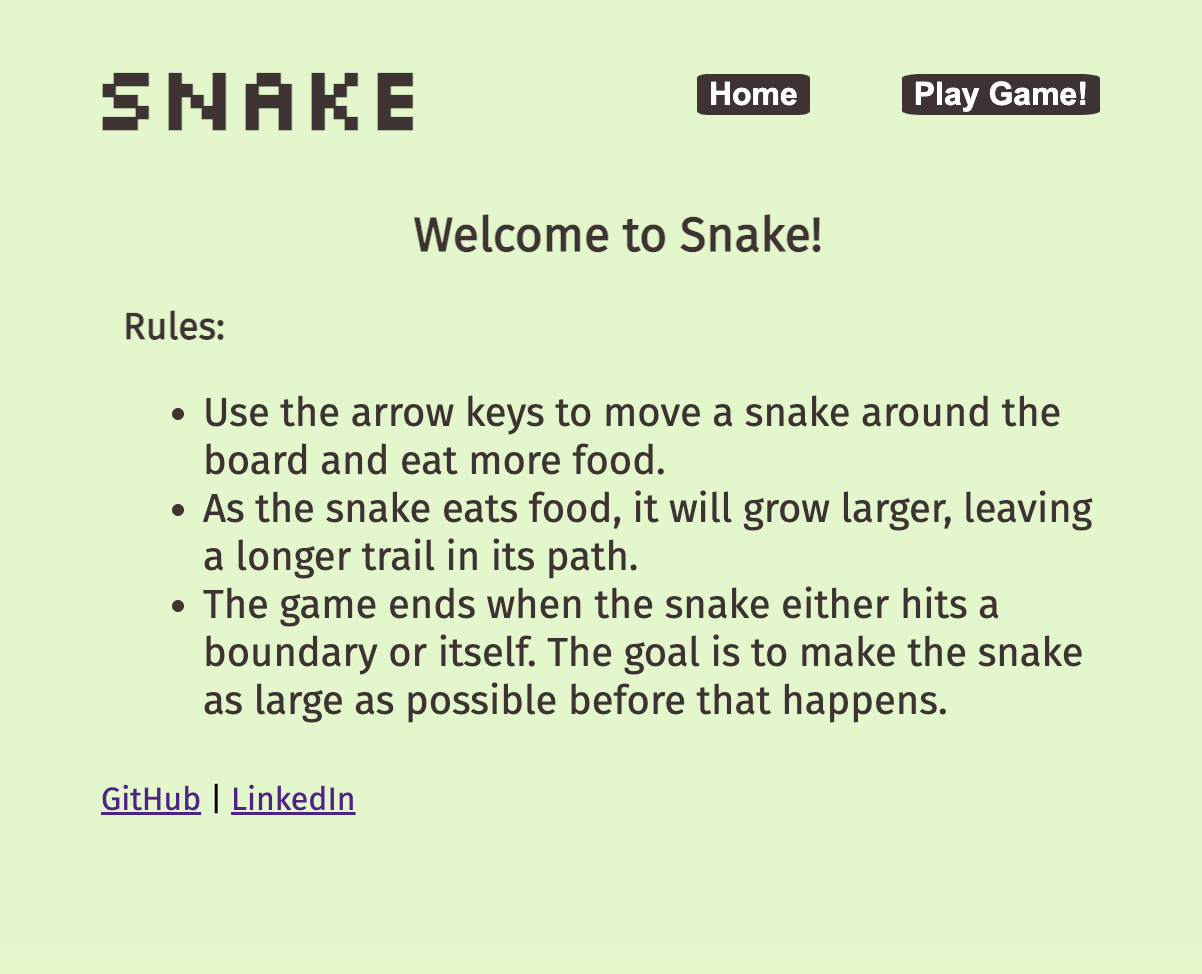 SNAKE
Home
Play Game!
Welcome to Snake!
Rules:
• Use the arrow keys to move a snake around the
board and eat more food.
• As the snake eats food, it will grow larger, leaving
a longer trail in its path.
• The game ends when the snake either hits a
boundary or itself. The goal is to make the snake
as large as possible before that happens.
GitHub | LinkedIn